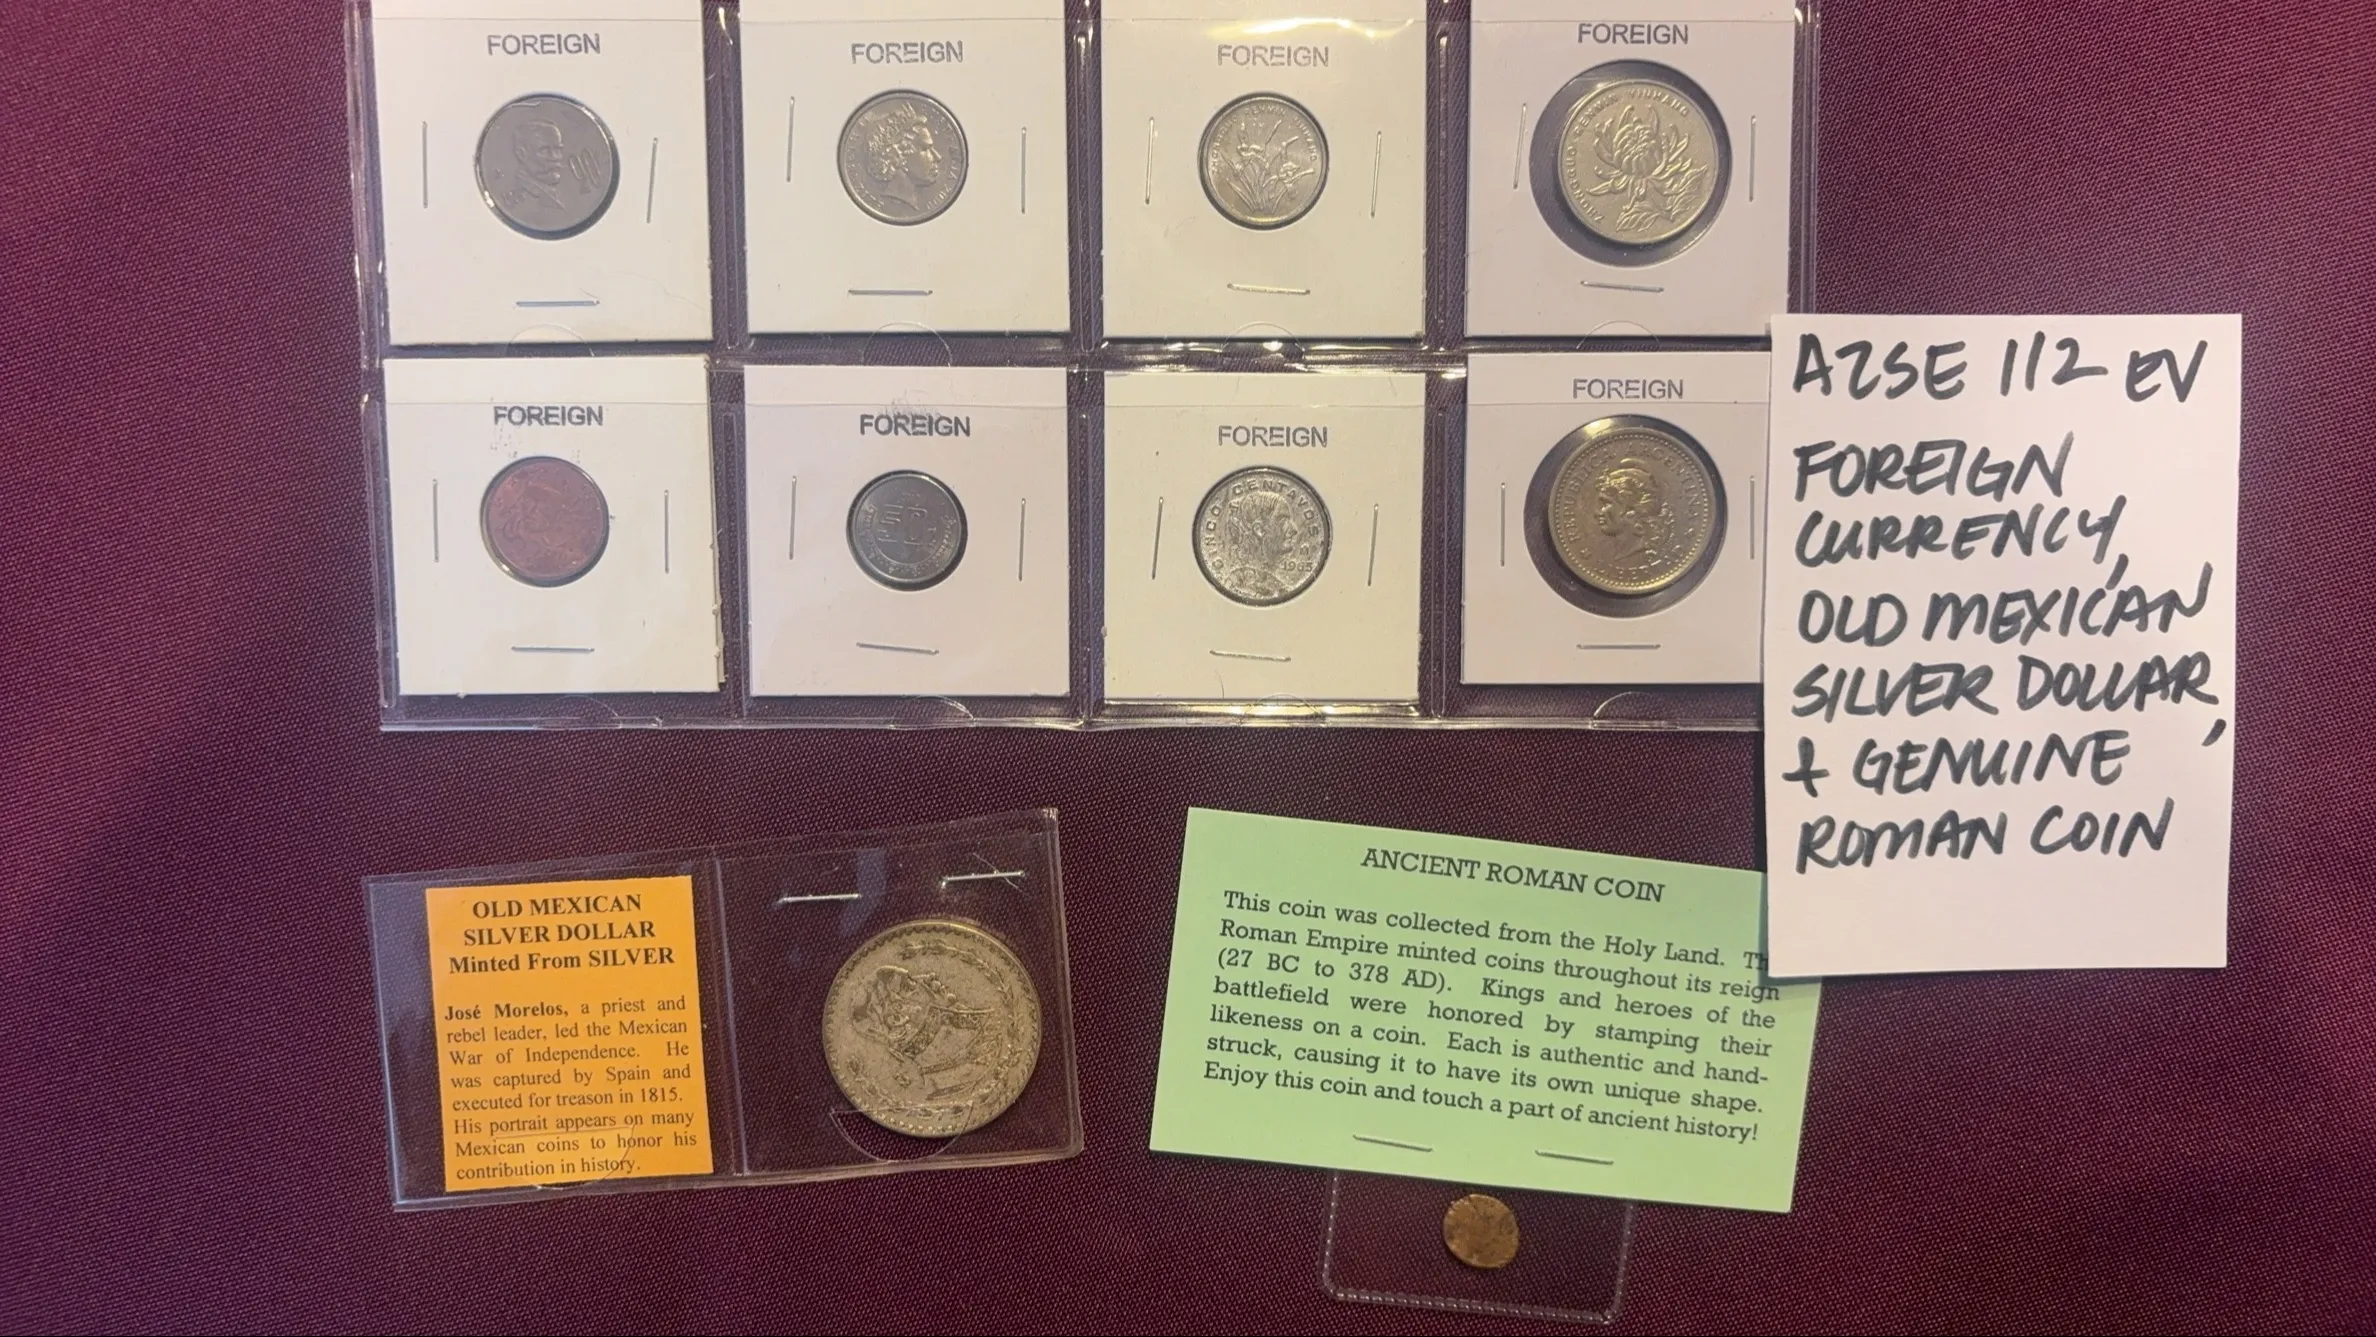 FOREIGN
FOREIGN
FOREIGN
FOREIGN
ZHONGGUO RENMIN YINHANG
FOREIGN
FOREIGN
FOREIGN
CINCO CENTAVOS
1965
FOREIGN
REPUBLICA ARGENTINA
LIBERTAD
AZSE 112 EV
FOREIGN
CURRENCY,
OLD MEXICAN
SILVER DOLLAR,
+ GENUINE
ROMAN COIN
OLD MEXICAN
SILVER DOLLAR
Minted From SILVER
José Morelos, a priest and
rebel leader, led the Mexican
War of Independence. He
was captured by Spain and
executed for treason in 1815.
His portrait appears on many
Mexican coins to honor his
contribution in history.
ANCIENT ROMAN COIN
This coin was collected from the Holy Land. Th
Roman Empire minted coins throughout its reign
(27 BC to 378 AD). Kings and heroes of the
battlefield were honored by stamping their
likeness on a coin. Each is authentic and hand-
struck, causing it to have its own unique shape.
Enjoy this coin and touch a part of ancient history!